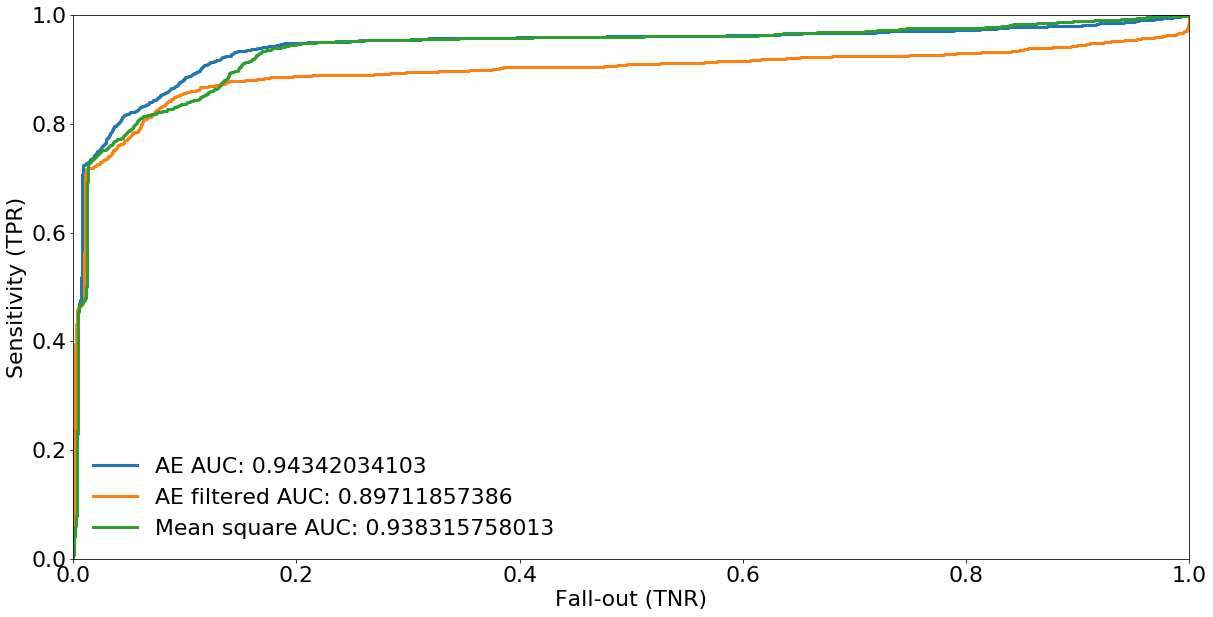 1.0
0.8
0.6
0.4
0.2
0.0
Sensitivity (TPR)
AE AUC: 0.94342034103
AE filtered AUC: 0.89711857386
Mean square AUC: 0.938315758013
0.0 0.2 0.4 0.6 0.8 1.0
Fall-out (TNR)